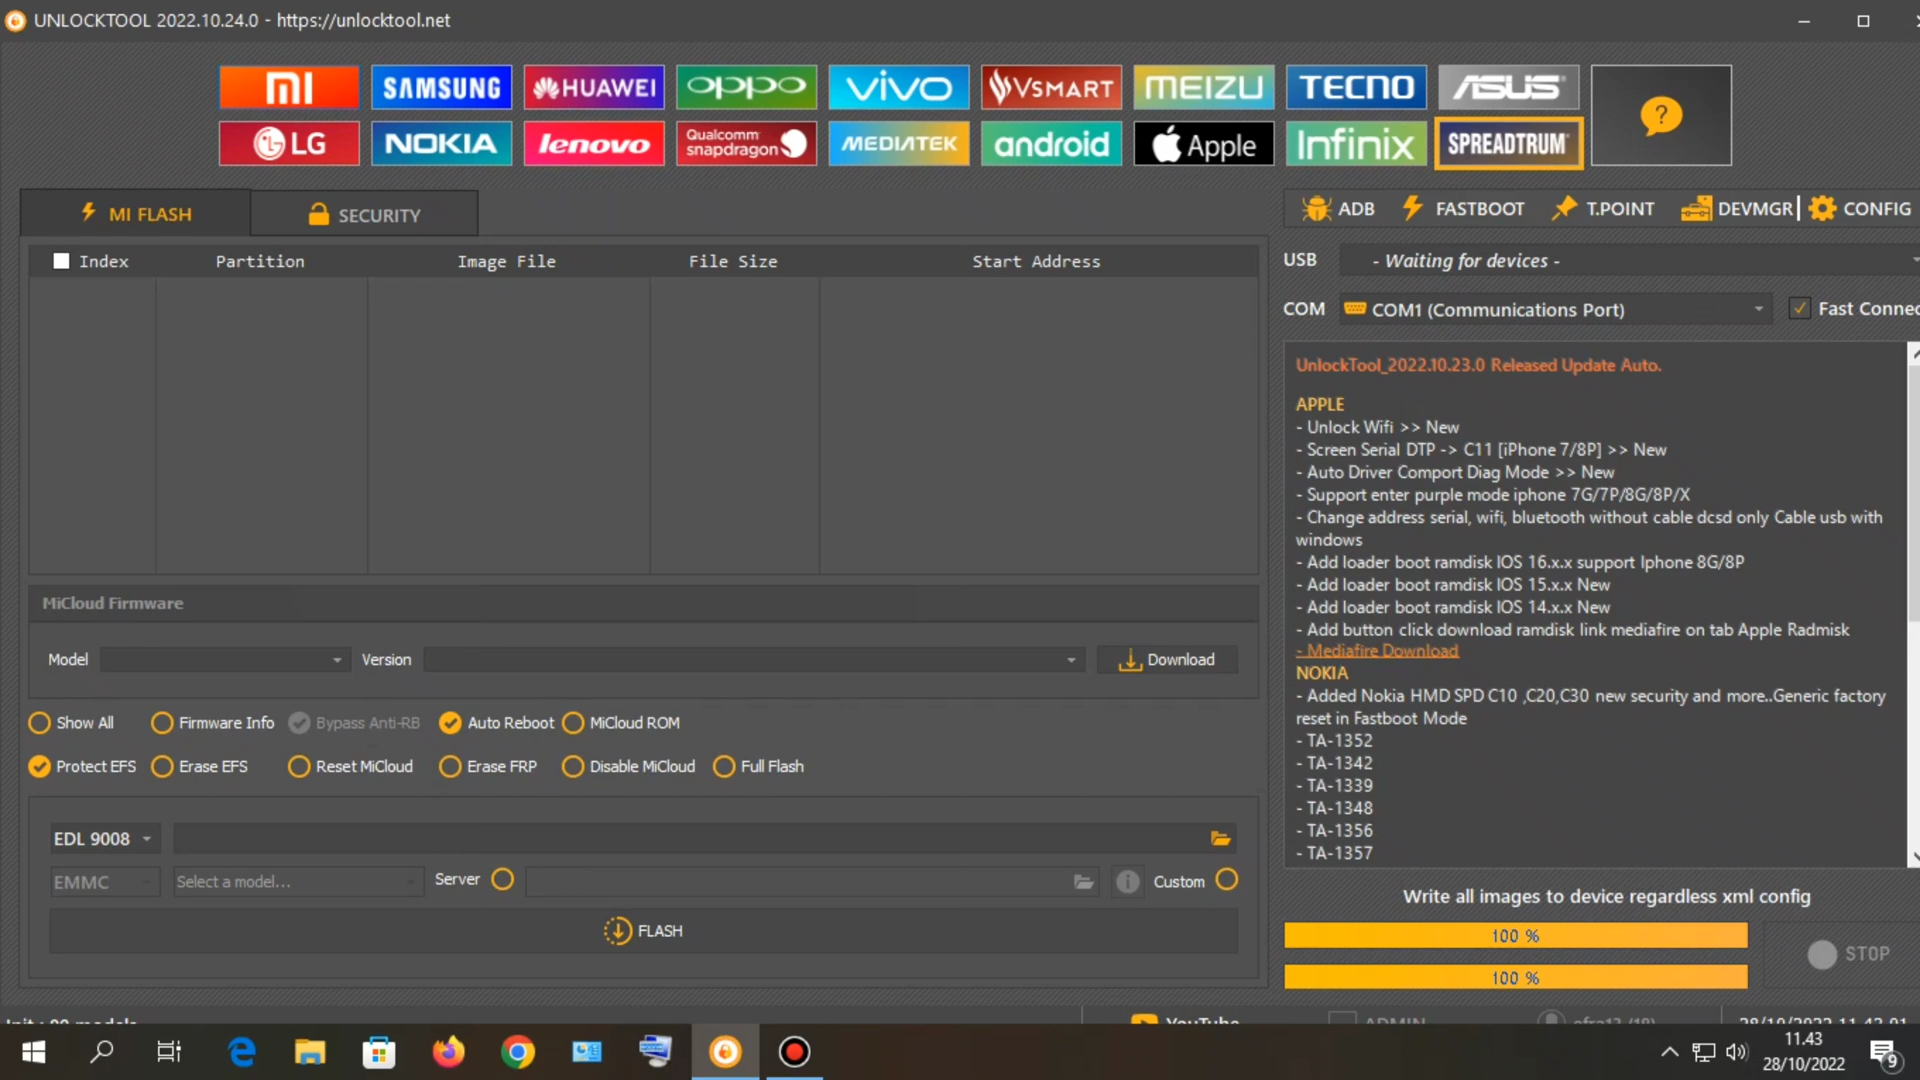 UNLOCKTOOL 2022.10.24.0 - https://unlocktool.net
MI SAMSUNG HUAWEI oppo vivo VSMART MEIZU TECNO ASUS ?
LG NOKIA lenovo Qualcomm snapdragon MEDIATEK android Apple Infinix SPREADTRUM
MI FLASH SECURITY
ADB FASTBOOT T.POINT DEVMGR CONFIG
Index Partition Image File File Size Start Address
USB - Waiting for devices -
COM COM1 (Communications Port) Fast Connec
UnlockTool_2022.10.23.0 Released Update Auto.
APPLE
- Unlock Wifi >> New
- Screen Serial DTP -> C11 [iPhone 7/8P] >> New
- Auto Driver Comport Diag Mode >> New
- Support enter purple mode iphone 7G/7P/8G/8P/X
- Change address serial, wifi, bluetooth without cable dcsd only Cable usb with
windows
- Add loader boot ramdisk IOS 16.x.x support Iphone 8G/8P
- Add loader boot ramdisk IOS 15.x.x New
- Add loader boot ramdisk IOS 14.x.x New
- Add button click download ramdisk link mediafire on tab Apple Radmisk
- Mediafire Download
NOKIA
- Added Nokia HMD SPD C10 ,C20,C30 new security and more..Generic factory
reset in Fastboot Mode
- TA-1352
- TA-1342
- TA-1339
- TA-1348
- TA-1356
- TA-1357
MiCloud Firmware
Model Version Download
Show All Firmware Info Bypass Anti-RB Auto Reboot MiCloud ROM
Protect EFS Erase EFS Reset MiCloud Erase FRP Disable MiCloud Full Flash
EDL 9008
EMMC Select a model... Server Custom
FLASH
Write all images to device regardless xml config
100 %
100 %
STOP
YouTube ADMIN
11.43
28/10/2022
9